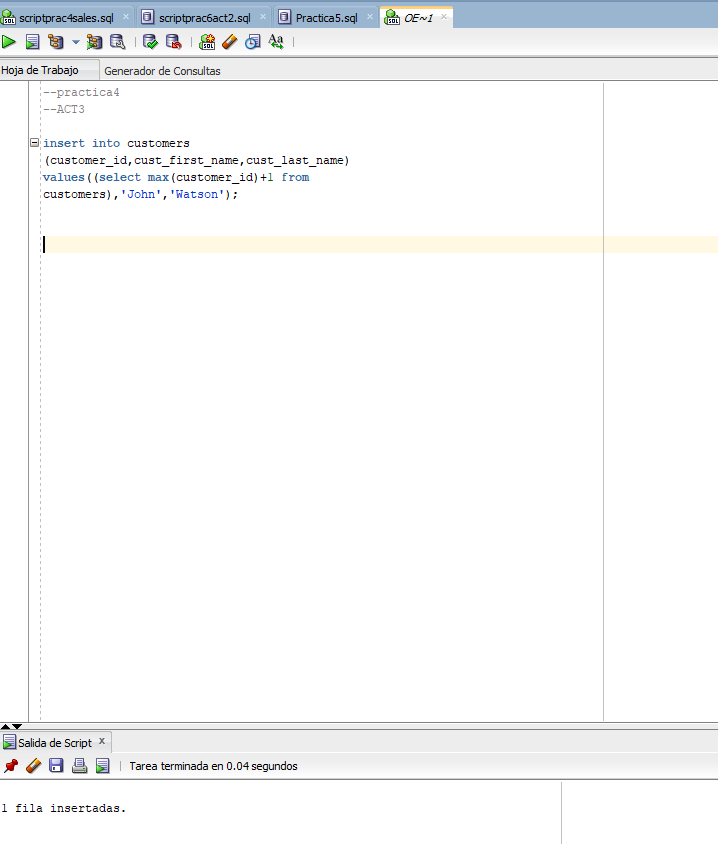 scriptprac4sales.sql × scriptprac6act2.sql × Practica5.sql × OE~1 ×
Hoja de Trabajo Generador de Consultas
--practica4
--ACT3
insert into customers
(customer_id,cust_first_name,cust_last_name)
values((select max(customer_id)+1 from
customers),'John','Watson');
Salida de Script ×
Tarea terminada en 0.04 segundos
1 fila insertadas.